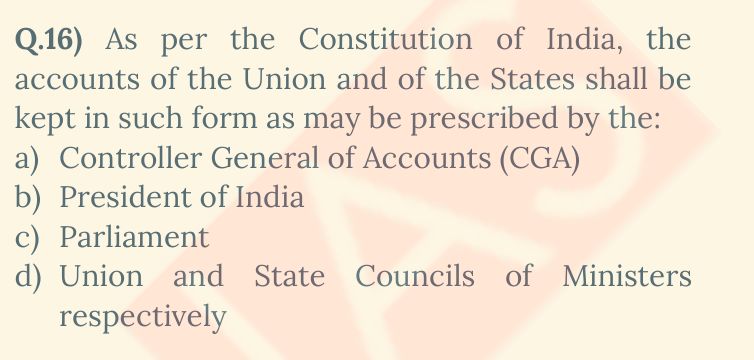 Q.16) As per the Constitution of India, the
accounts of the Union and of the States shall be
kept in such form as may be prescribed by the:
a) Controller General of Accounts (CGA)
b) President of India
c) Parliament
d) Union and State Councils of Ministers
respectively